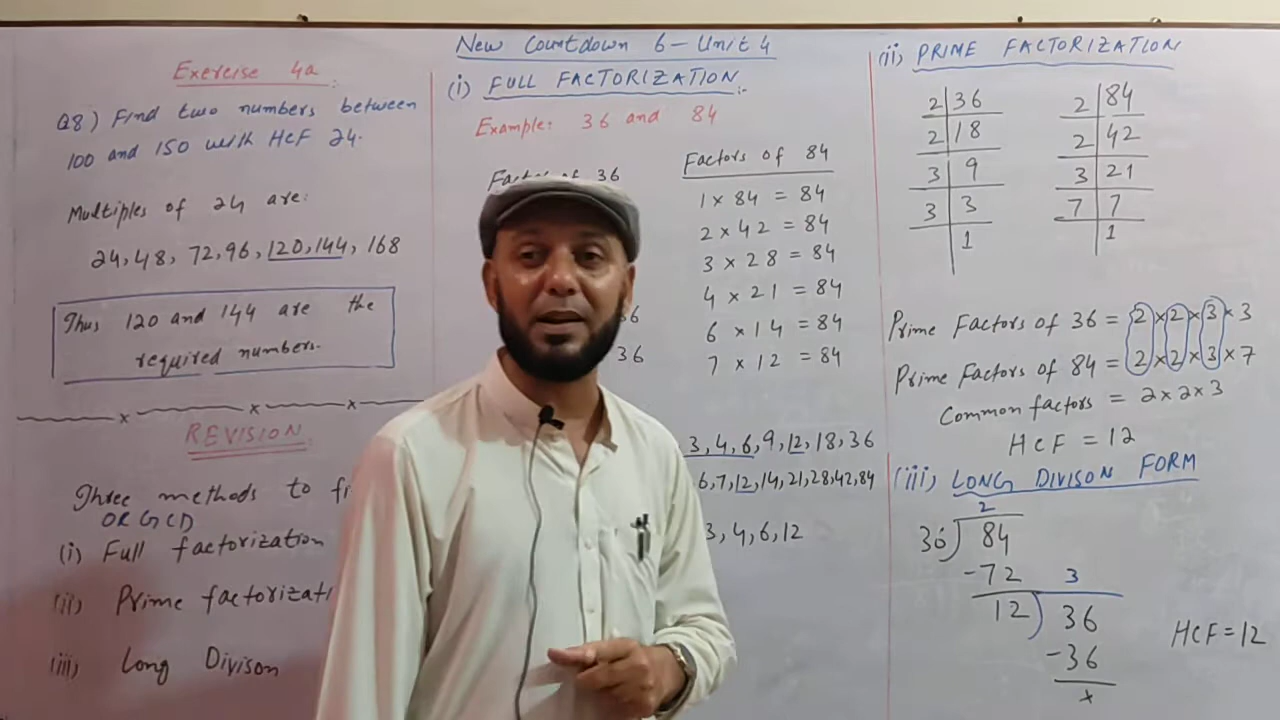 New Countdown 6 - Unit 4
Exercise 4a
Q8) Find two numbers between
100 and 150 with HCF 24.
Multiples of 24 are:
24, 48, 72, 96, 120, 144, 168
Thus 120 and 144 are the
required numbers.
REVISION
Three methods to
OR GCD
(i) Full factorization
(ii) Prime
(iii) Long Divison
(i) FULL FACTORIZATION
Example: 36 and 84
36
36
36
Factors of 84
1 × 84 = 84
2 × 42 = 84
3 × 28 = 84
4 × 21 = 84
6 × 14 = 84
7 × 12 = 84
3, 4, 6, 9, 12, 18, 36
6, 7, 12, 14, 21, 28, 42, 84
3, 4, 6, 12
(ii) PRIME FACTORIZATION
2 36
2 18
3 9
3 3
1
2 84
2 42
3 21
7 7
1
Prime Factors of 36 = 2 × 2 × 3 × 3
Prime Factors of 84 = 2 × 2 × 3 × 7
Common factors = 2 × 2 × 3
HCF = 12
(iii) LONG DIVISON FORM
2
36) 84
-72 3
12) 36
-36
×
HCF = 12